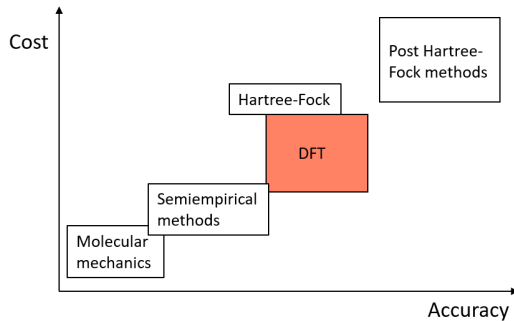 Cost
Post Hartree-
Fock methods
Hartree-Fock
DFT
Semiempirical
methods
Molecular
mechanics
Accuracy